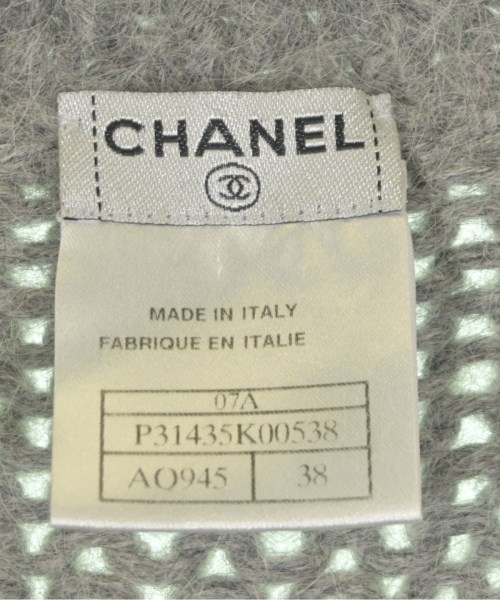 CHANEL
MADE IN ITALY
FABRIQUE EN ITALIE
07A
P31435K00538
AO945 38